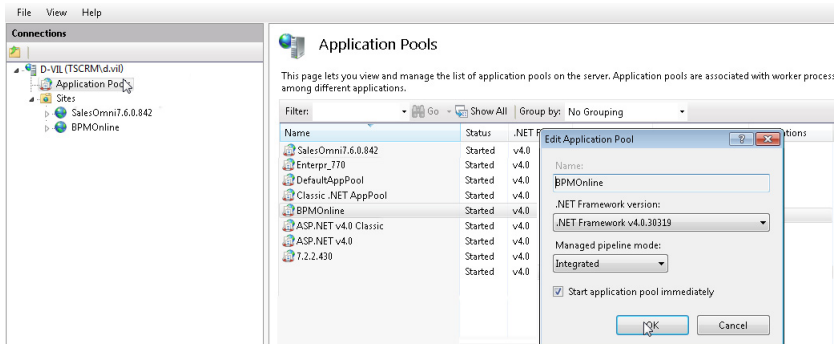 File View Help
Connections
D-VIL (TSCRM\d.vil)
Application Pools
Sites
SalesOmni7.6.0.842
BPMOnline
Application Pools
This page lets you view and manage the list of application pools on the server. Application pools are associated with worker process
among different applications.
Filter: Go Show All Group by: No Grouping
Name Status .NET F ations
SalesOmni7.6.0.842 Started v4.0
Enterpr_770 Started v4.0
DefaultAppPool Started v4.0
Classic .NET AppPool Started v4.0
BPMOnline Started v4.0
ASP.NET v4.0 Classic Started v4.0
ASP.NET v4.0 Started v4.0
7.2.2.430 Started v4.0
Edit Application Pool
Name:
BPMOnline
.NET Framework version:
.NET Framework v4.0.30319
Managed pipeline mode:
Integrated
Start application pool immediately
OK Cancel